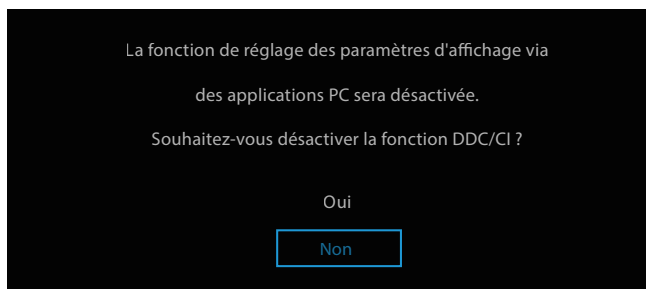 La fonction de réglage des paramètres d'affichage via
des applications PC sera désactivée.
Souhaitez-vous désactiver la fonction DDC/CI ?
Oui
Non